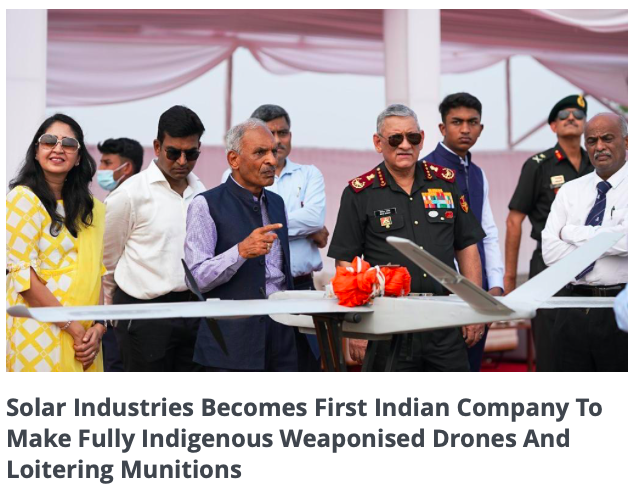 Solar Industries Becomes First Indian Company To
Make Fully Indigenous Weaponised Drones And
Loitering Munitions